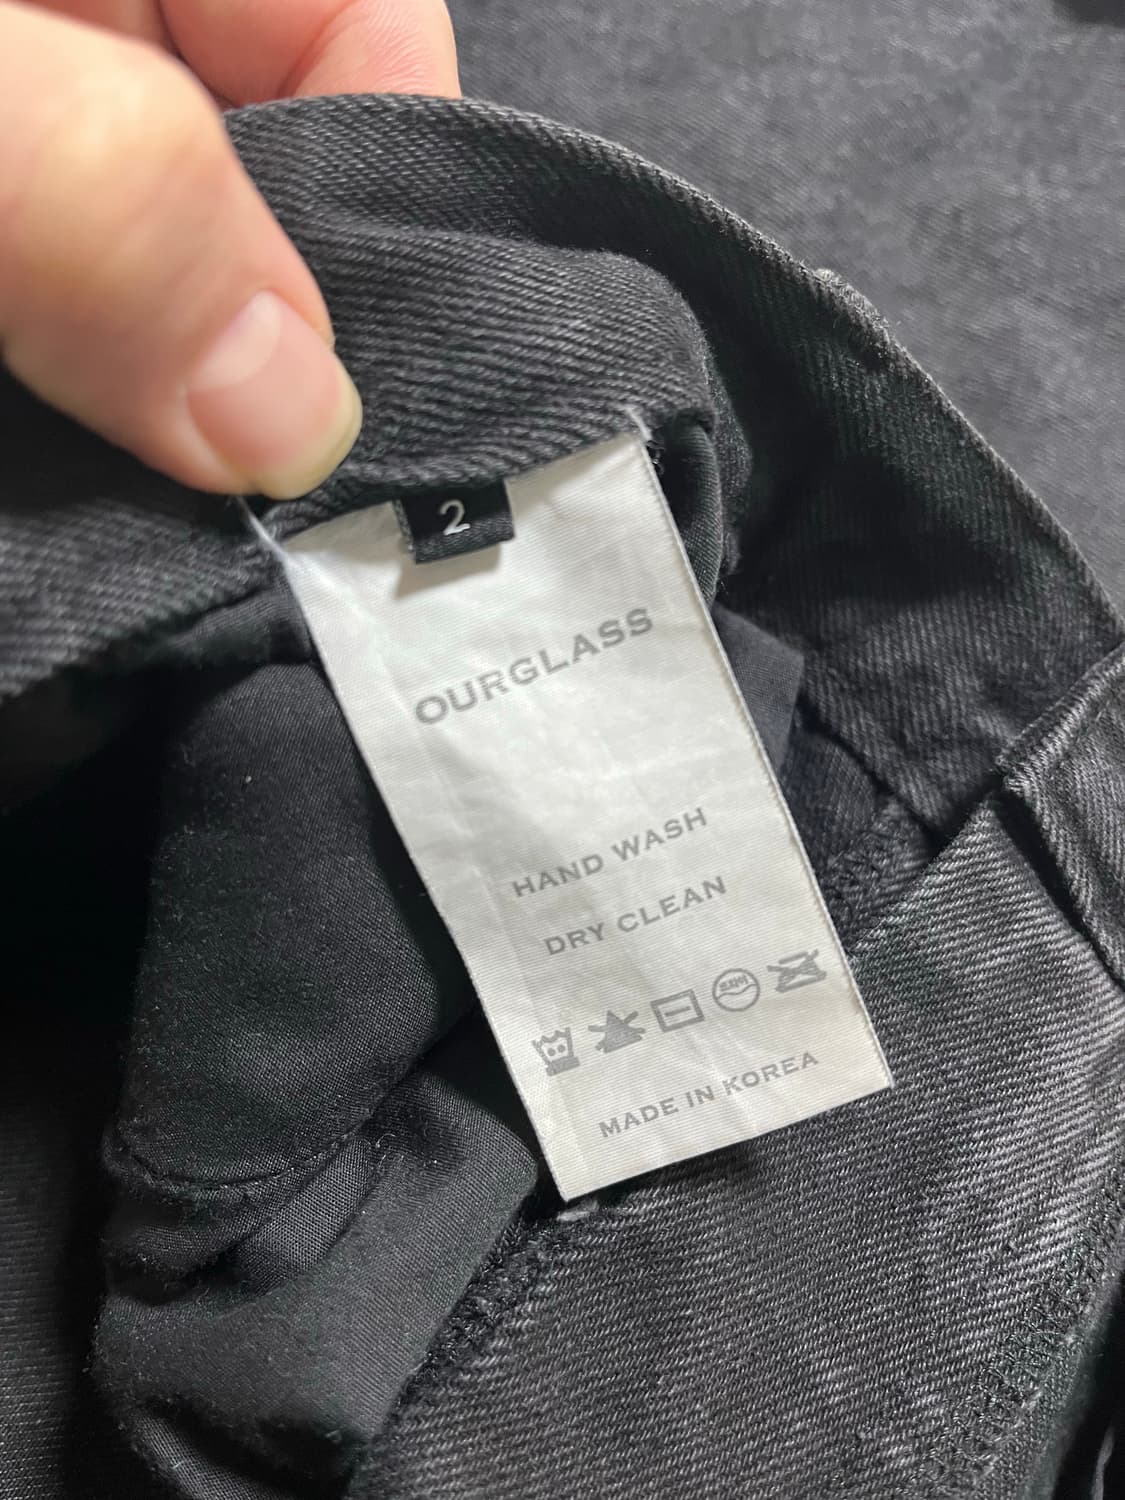 2
OURGLASS
HAND WASH
DRY CLEAN
MADE IN KOREA